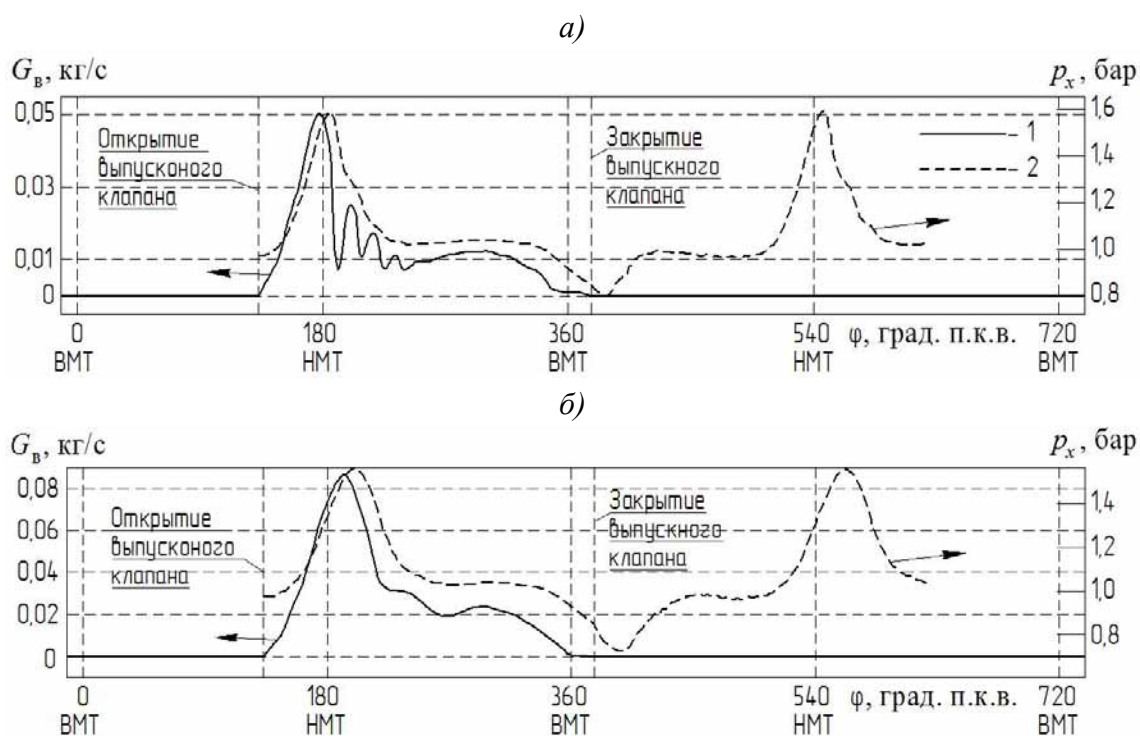 а)
G_в, кг/с
p_x, бар
0,05
0,03
0,01
0
1,6
1,4
1,2
1,0
0,8
Открытие
выпусконого
клапана
Закрытие
выпускного
клапана
1
2
0 180 360 540 φ, град. п.к.в. 720
ВМТ НМТ ВМТ НМТ ВМТ
б)
G_в, кг/с
p_x, бар
0,08
0,06
0,04
0,02
0
1,4
1,2
1,0
0,8
Открытие
выпусконого
клапана
Закрытие
выпускного
клапана
0 180 360 540 φ, град. п.к.в. 720
ВМТ НМТ ВМТ НМТ ВМТ